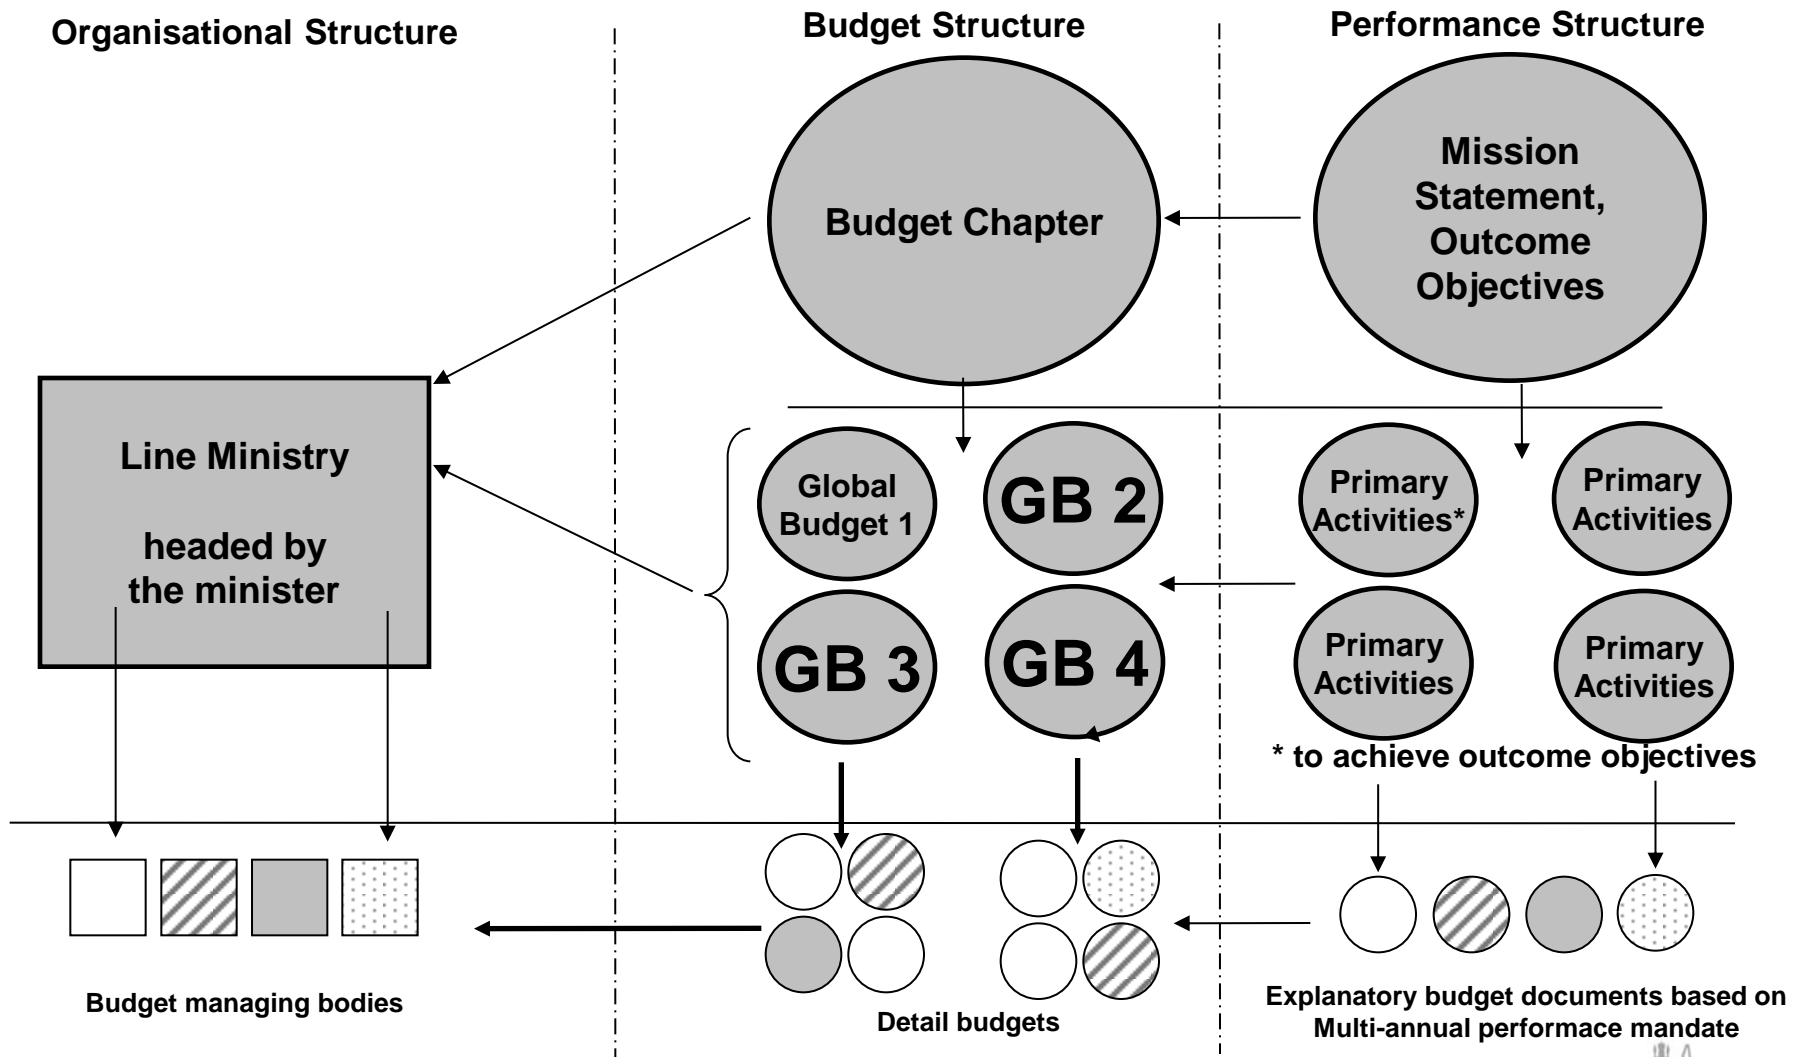 Organisational Structure
Budget Structure
Performance Structure
Budget Chapter
Mission
Statement,
Outcome
Objectives
Line Ministry
headed by
the minister
Global
Budget 1
GB 2
GB 3
GB 4
Primary
Activities*
Primary
Activities
Primary
Activities
Primary
Activities
* to achieve outcome objectives
Budget managing bodies
Detail budgets
Explanatory budget documents based on
Multi-annual performace mandate